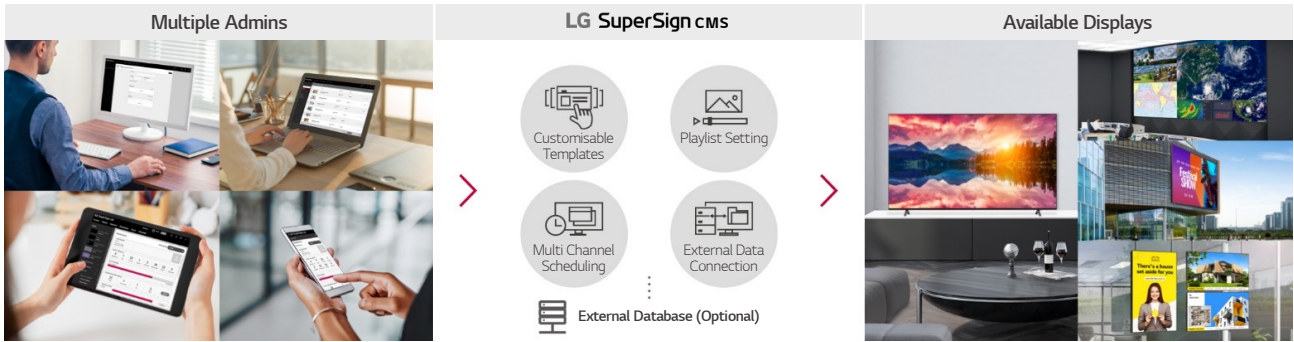 Multiple Admins
LG SuperSign CMS
Available Displays
Customisable
Templates
Playlist Setting
Multi Channel
Scheduling
External Data
Connection
External Database (Optional)
Festival
SHOW
There's a house
set aside for you